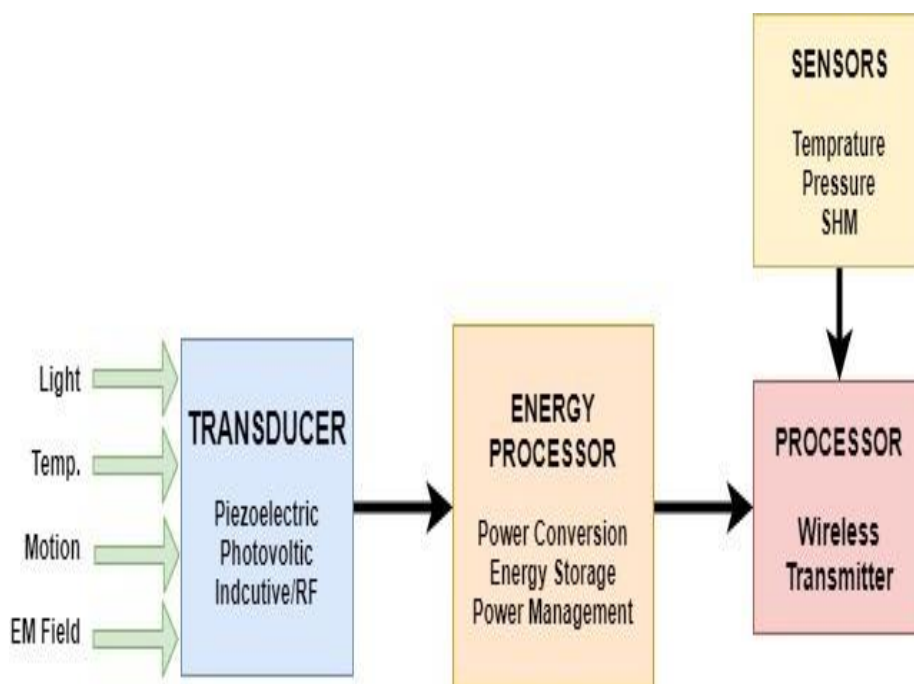 SENSORS
Temprature
Pressure
SHM
Light
Temp.
Motion
EM Field
TRANSDUCER
Piezoelectric
Photovoltic
Indcutive/RF
ENERGY
PROCESSOR
Power Conversion
Energy Storage
Power Management
PROCESSOR
Wireless
Transmitter